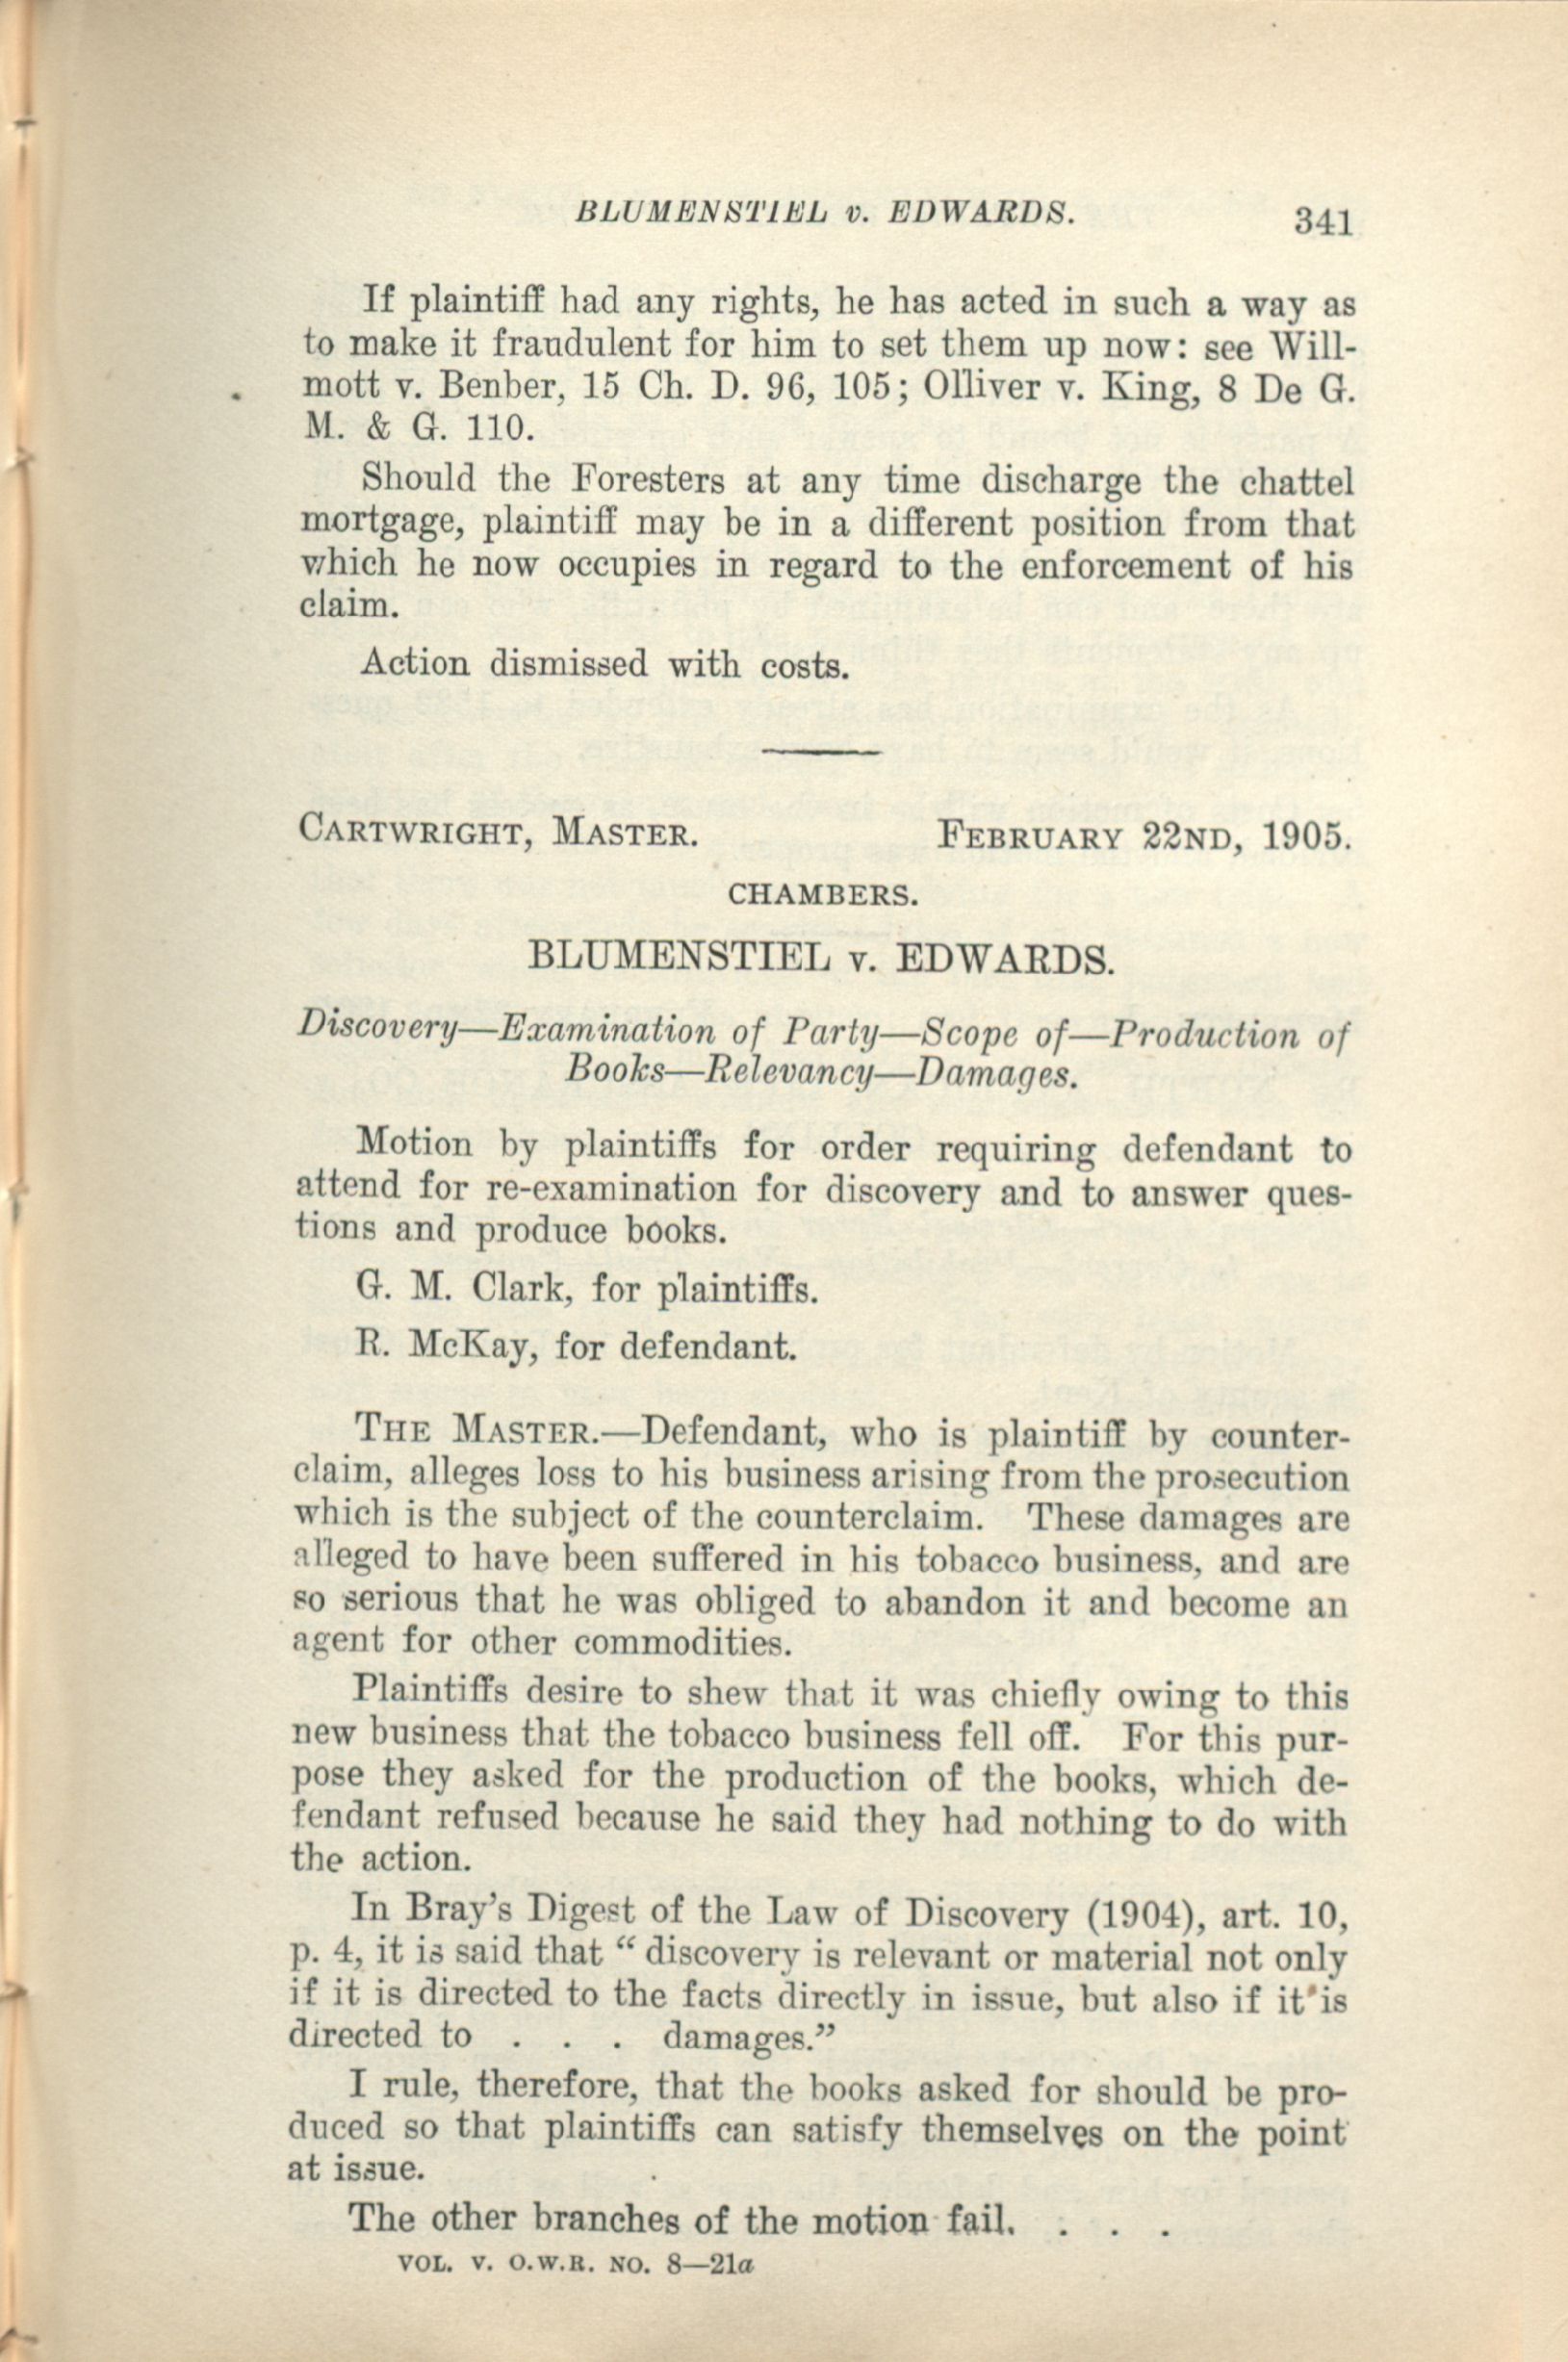 BLUMENSTIEL v. EDWARDS. 341
If plaintiff had any rights, he has acted in such a way as
to make it fraudulent for him to set them up now: see Will-
mott v. Benber, 15 Ch. D. 96, 105; Olliver v. King, 8 De G.
M. & G. 110.
Should the Foresters at any time discharge the chattel
mortgage, plaintiff may be in a different position from that
which he now occupies in regard to the enforcement of his
claim.
Action dismissed with costs.
CARTWRIGHT, MASTER. FEBRUARY 22ND, 1905.
CHAMBERS.
BLUMENSTIEL v. EDWARDS.
Discovery—Examination of Party—Scope of—Production of
Books—Relevancy—Damages.
Motion by plaintiffs for order requiring defendant to
attend for re-examination for discovery and to answer ques-
tions and produce books.
G. M. Clark, for plaintiffs.
R. McKay, for defendant.
THE MASTER.—Defendant, who is plaintiff by counter-
claim, alleges loss to his business arising from the prosecution
which is the subject of the counterclaim. These damages are
alleged to have been suffered in his tobacco business, and are
so serious that he was obliged to abandon it and become an
agent for other commodities.
Plaintiffs desire to shew that it was chiefly owing to this
new business that the tobacco business fell off. For this pur-
pose they asked for the production of the books, which de-
fendant refused because he said they had nothing to do with
the action.
In Bray's Digest of the Law of Discovery (1904), art. 10,
p. 4, it is said that “ discovery is relevant or material not only
if it is directed to the facts directly in issue, but also if it is
directed to . . . damages.”
I rule, therefore, that the books asked for should be pro-
duced so that plaintiffs can satisfy themselves on the point
at issue.
The other branches of the motion fail. . . .
VOL. V. O.W.R. NO. 8—21a